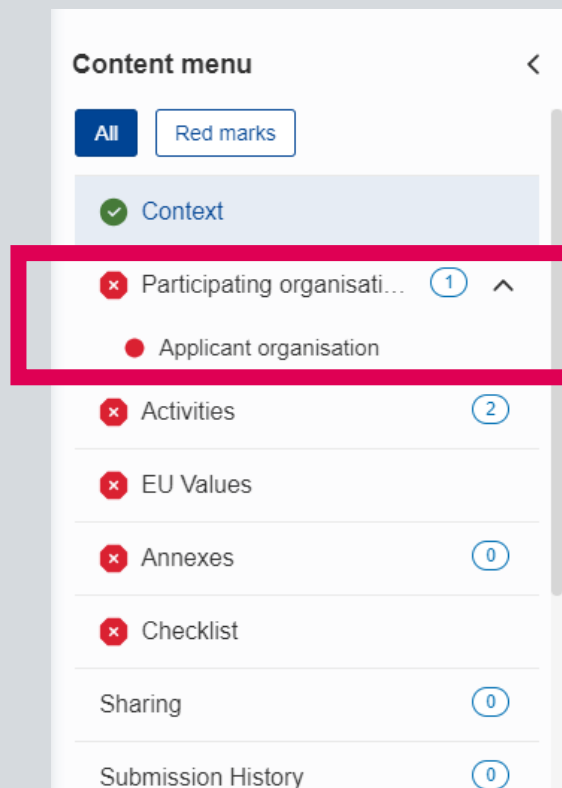 Content menu
All Red marks
Context
Participating organisati... 1
Applicant organisation
Activities 2
EU Values
Annexes 0
Checklist
Sharing 0
Submission History 0